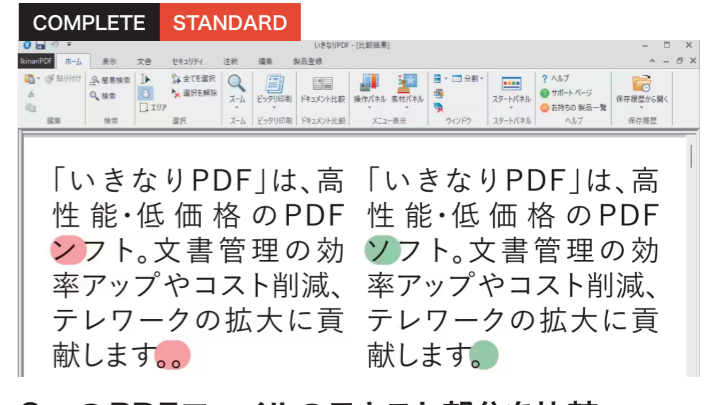 COMPLETE STANDARD
いきなりPDF - [比較結果]
IkinariPDF ホーム 表示 文書 セキュリティ 注釈 編集 製品登録
貼り付け 簡易検索 全てを選択 分割 ヘルプ
検索 選択を解除 サポートページ
エリア ズーム ピッタリ印刷 ドキュメント比較 操作パネル 素材パネル スタートパネル お持ちの製品一覧 保存履歴から開く
編集 検索 選択 ズーム ピッタリ印刷 ドキュメント比較 メニュー表示 ウィンドウ スタートパネル ヘルプ 保存履歴
「いきなりPDF」は、高
性能・低価格のPDF
ンフト。文書管理の効
率アップやコスト削減、
テレワークの拡大に貢
献します。。
「いきなりPDF」は、高
性能・低価格のPDF
ソフト。文書管理の効
率アップやコスト削減、
テレワークの拡大に貢
献します。